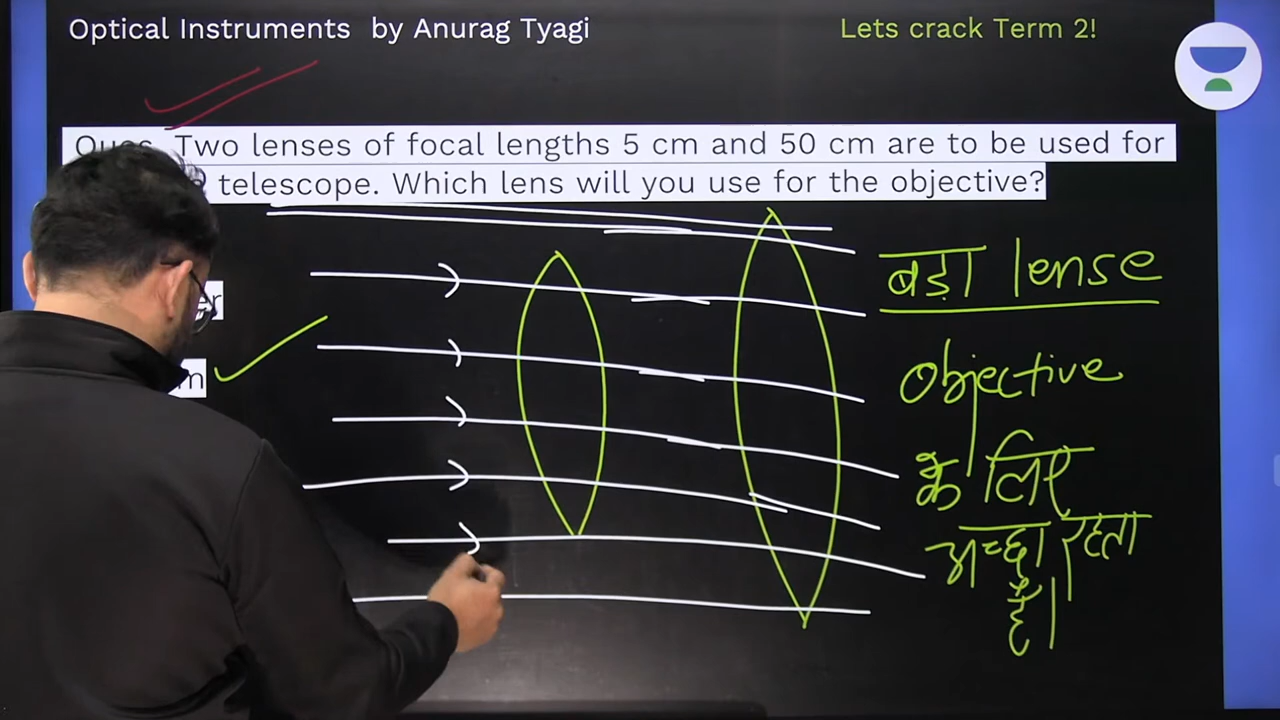 Optical Instruments by Anurag Tyagi
Lets crack Term 2!
Ques. Two lenses of focal lengths 5 cm and 50 cm are to be used for
telescope. Which lens will you use for the objective?
बड़ा lense
objective
के लिए
अच्छा रहता
है।